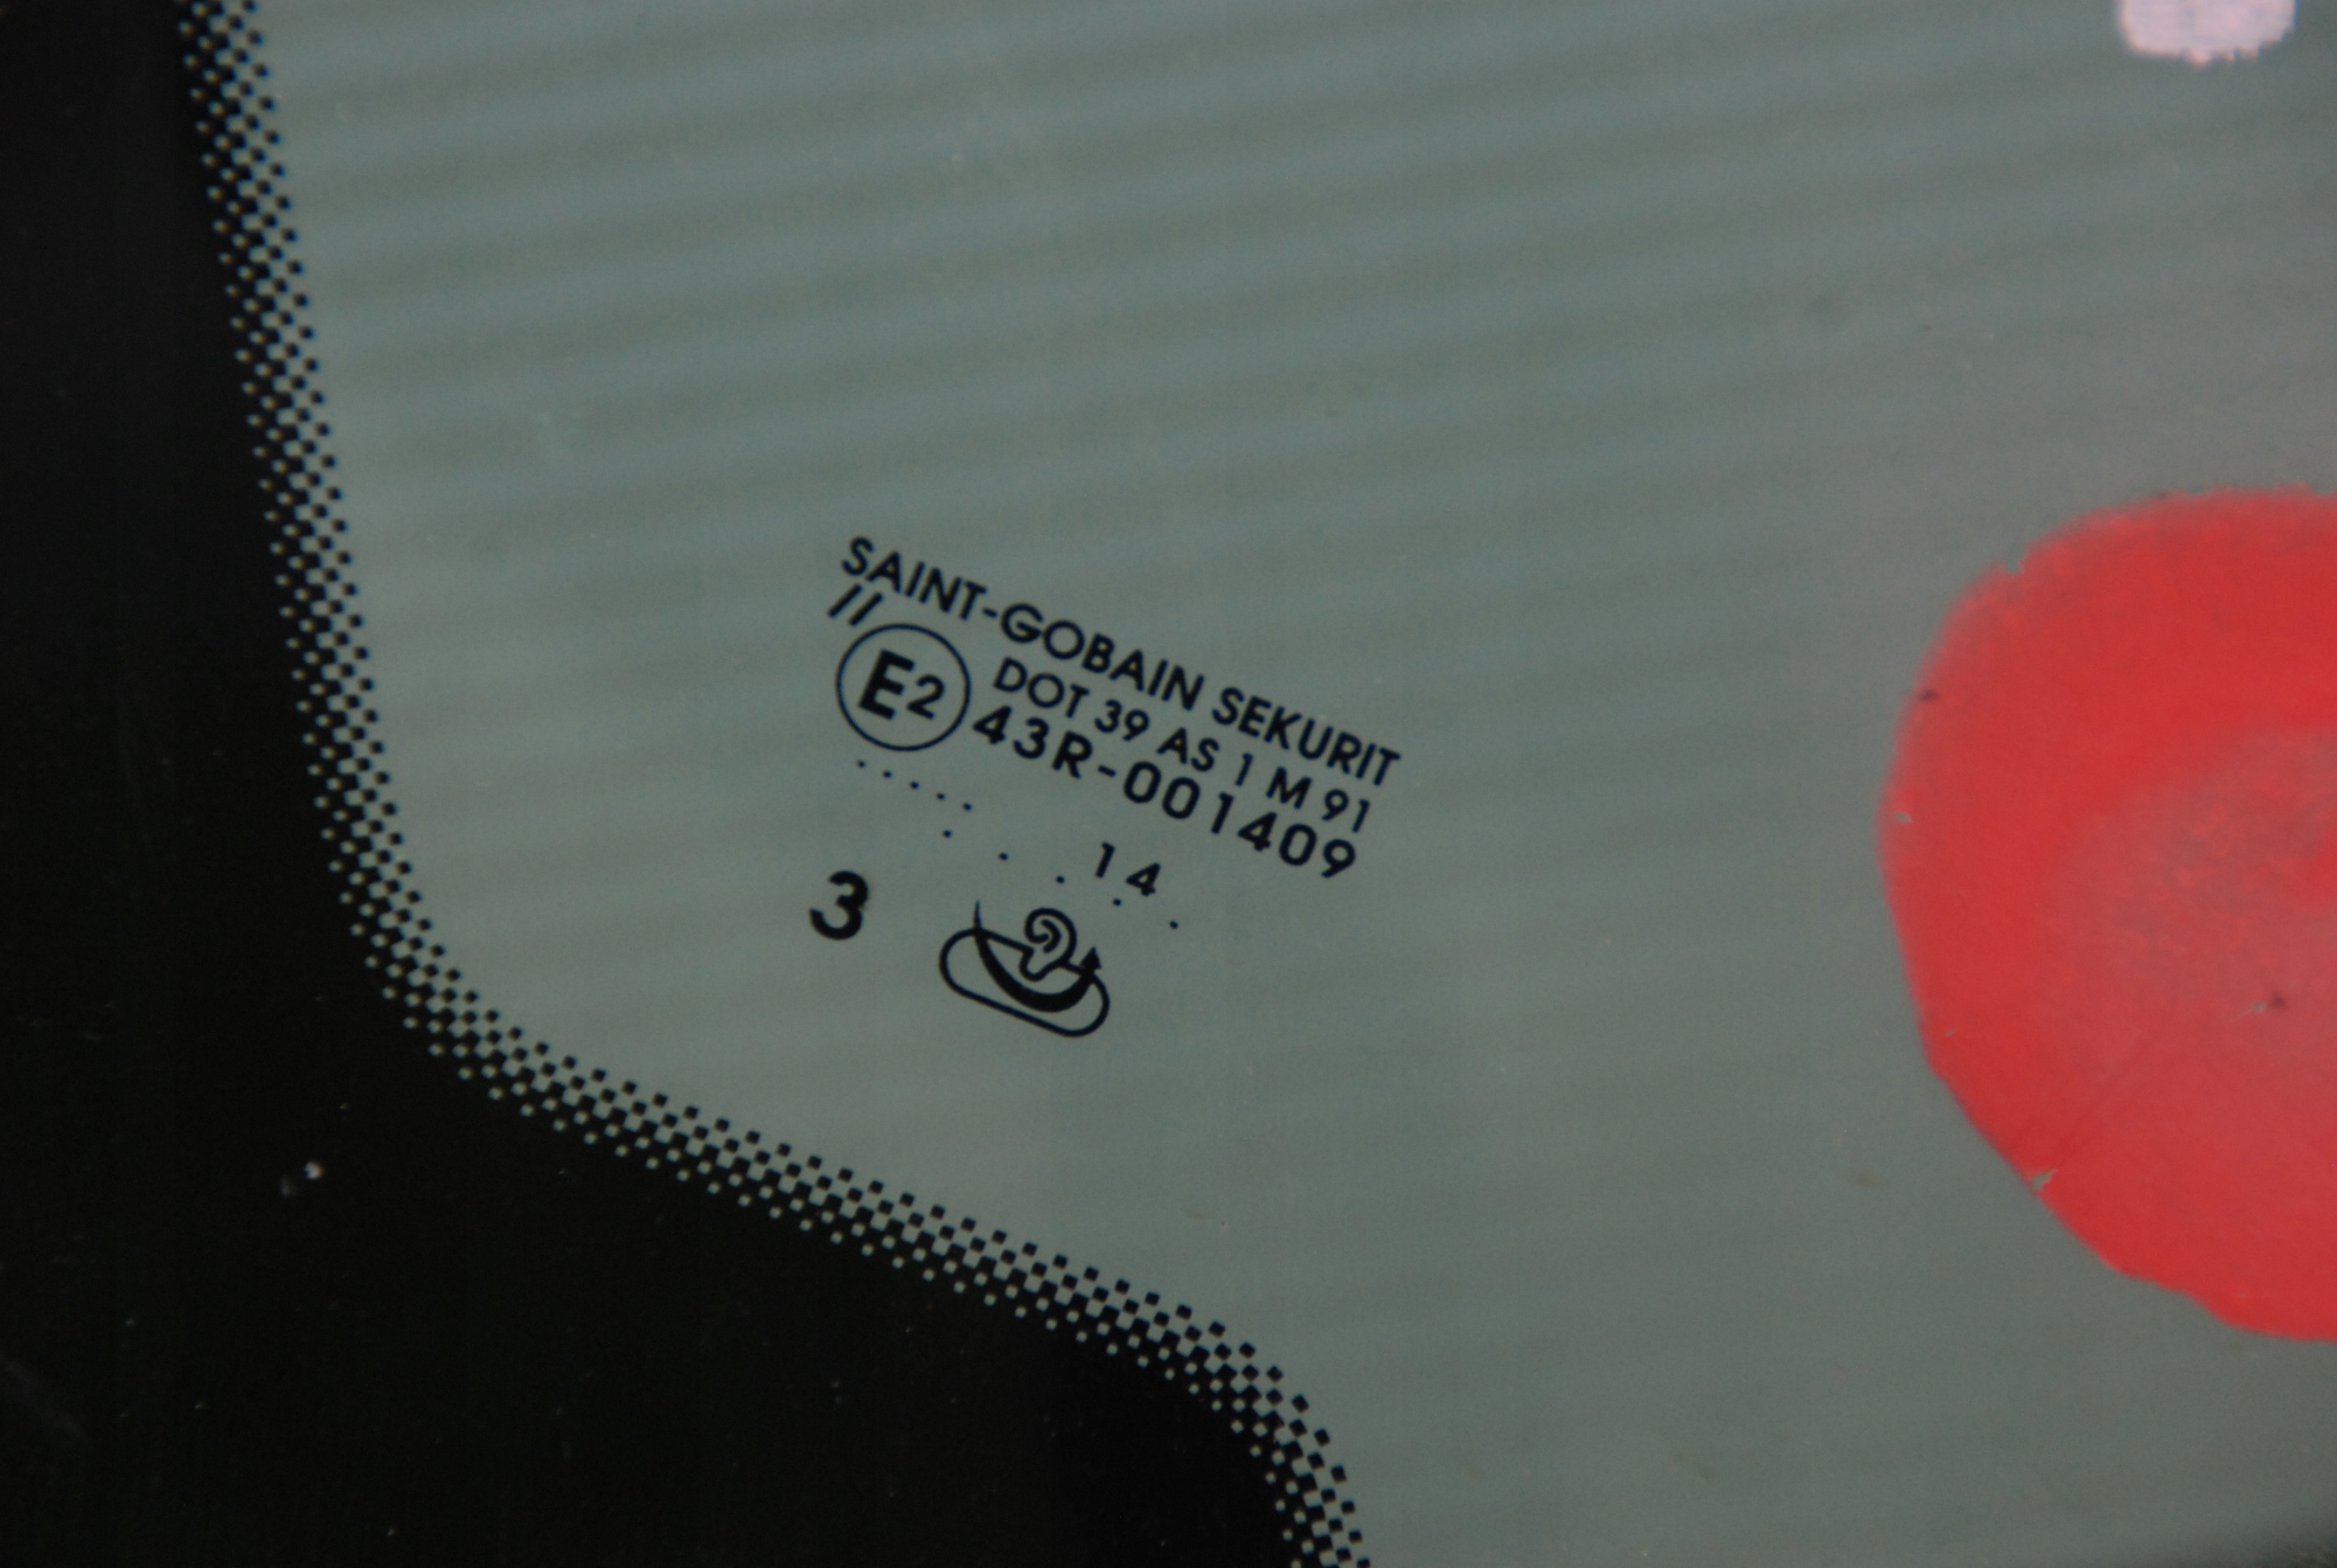 SAINT-GOBAIN SEKURIT
//
E2
DOT 39 AS 1 M 91
43R-001409
..... 14
. . . . .
3